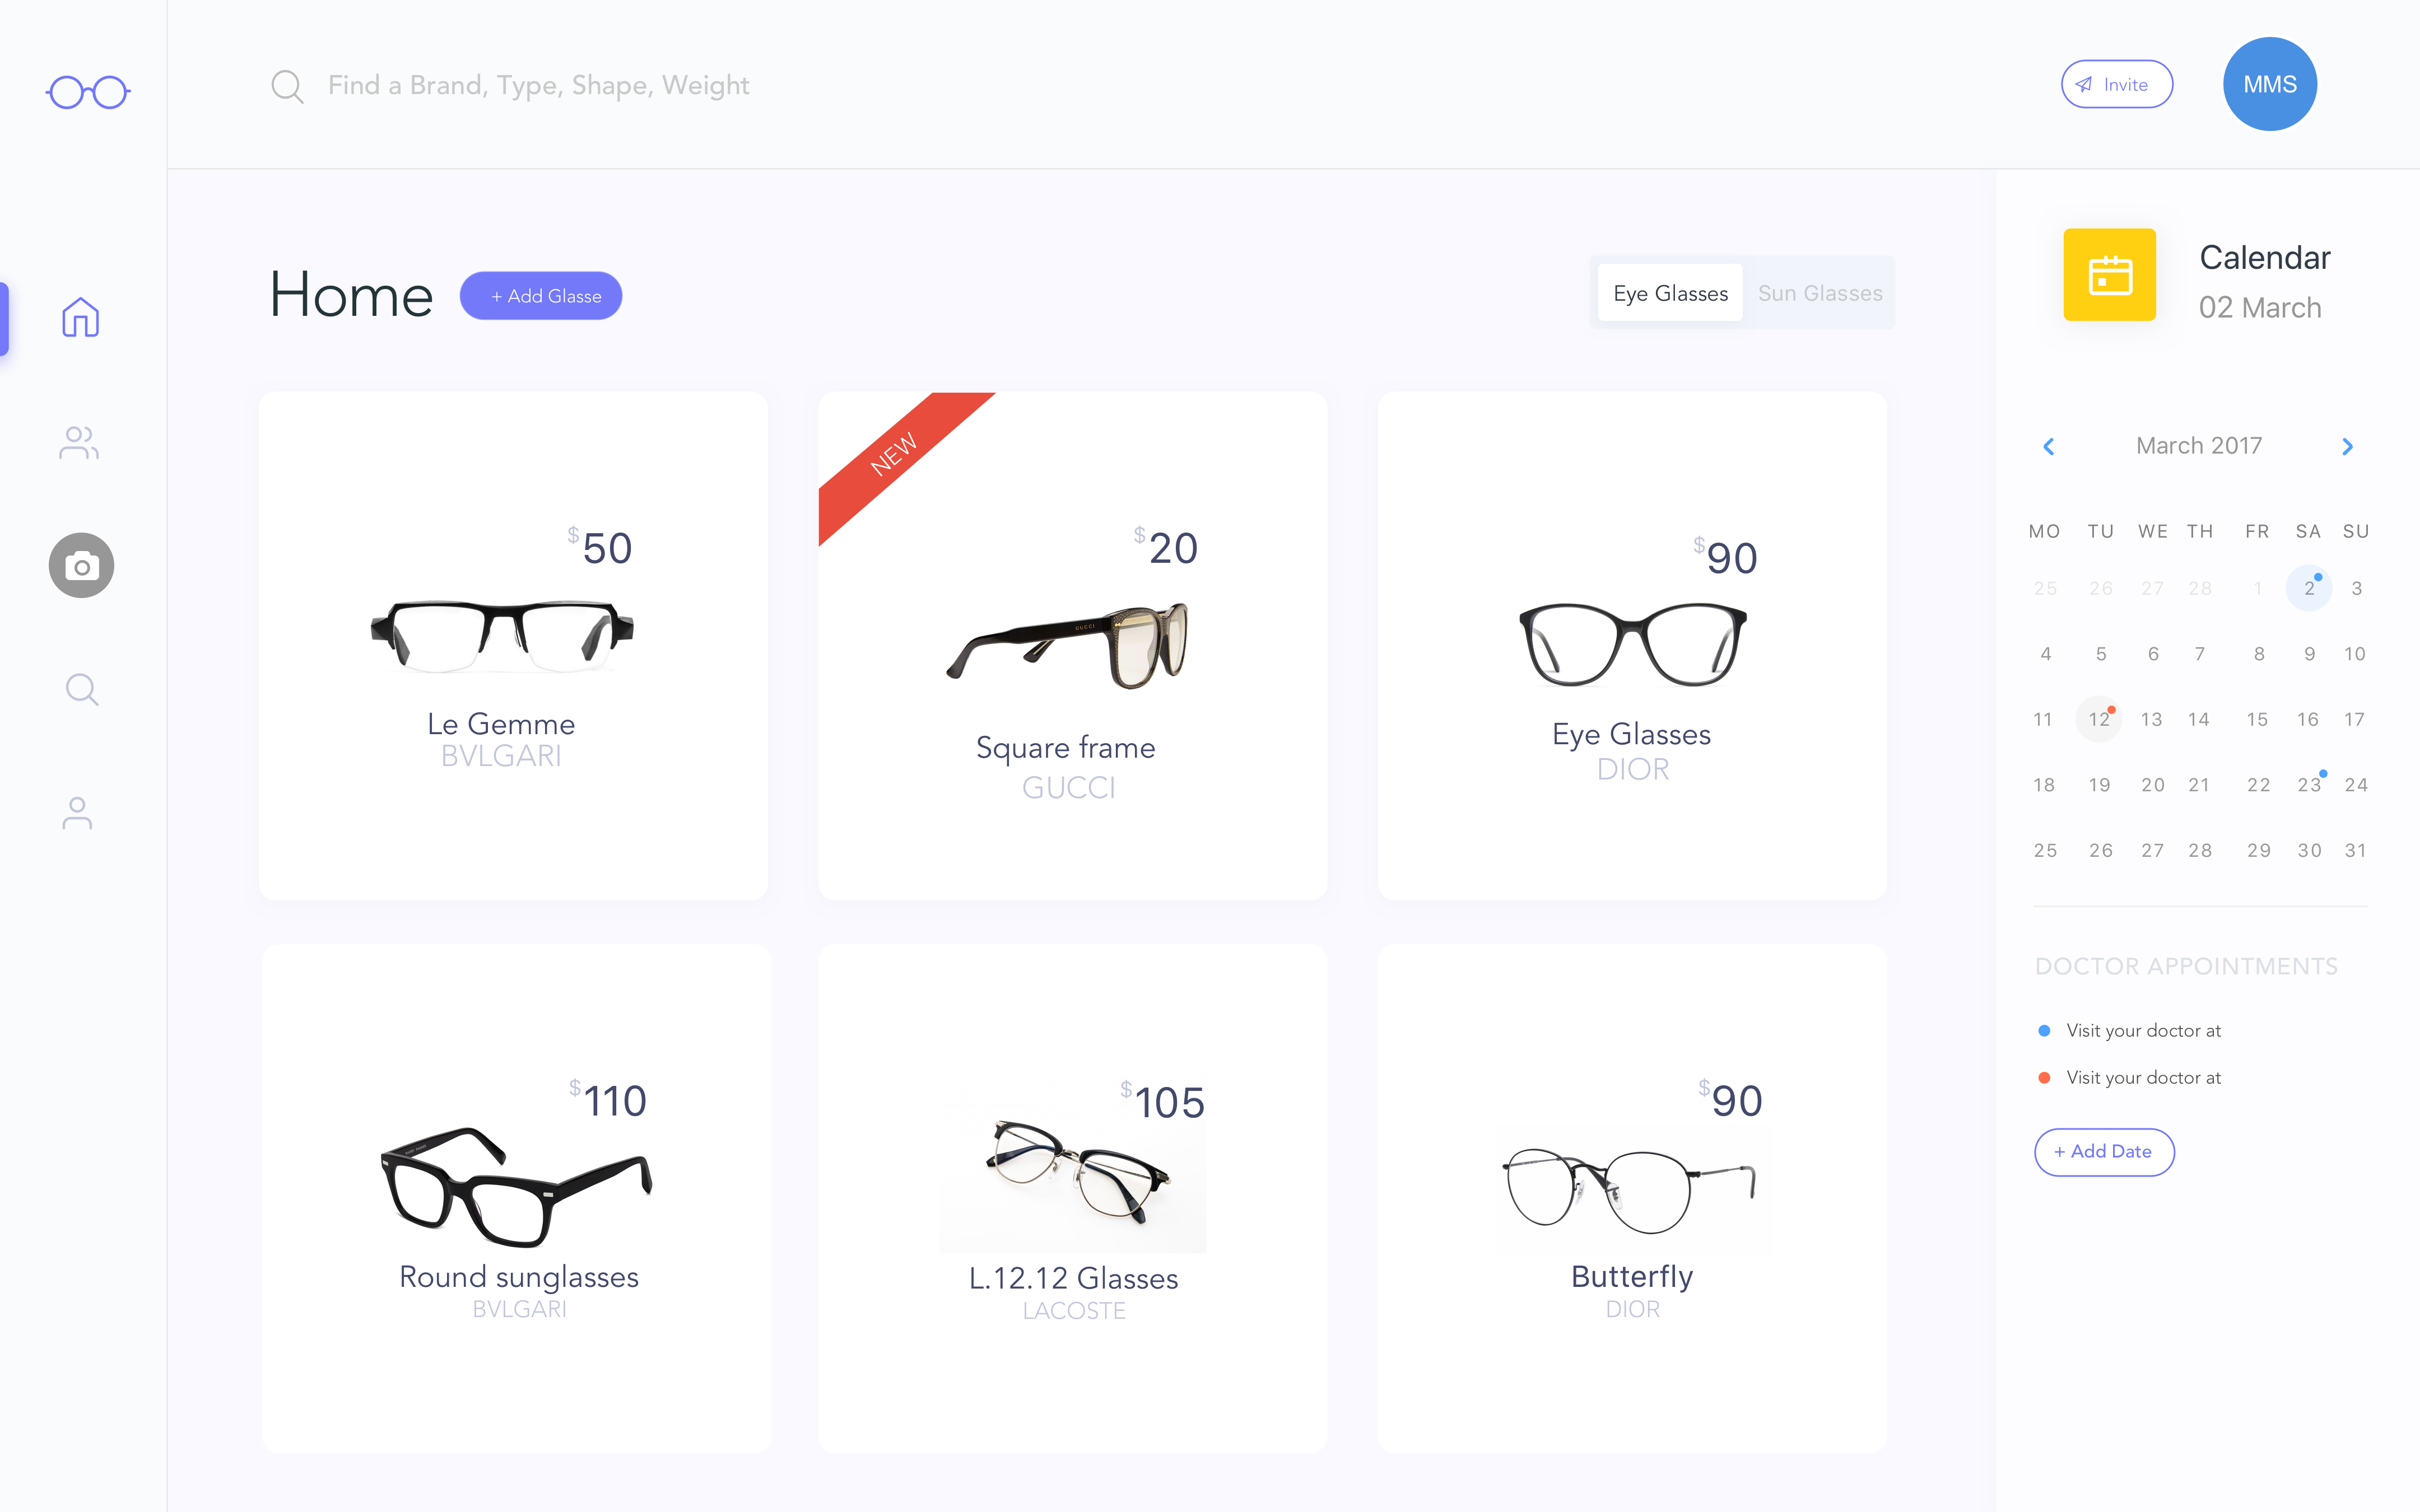 Find a Brand, Type, Shape, Weight
Invite
MMS
Home
+ Add Glasse
Eye Glasses
Sun Glasses
$50
Le Gemme
BVLGARI
NEW
$20
GUCCI
Square frame
GUCCI
$90
Eye Glasses
DIOR
$110
Round sunglasses
BVLGARI
$105
L.12.12 Glasses
LACOSTE
$90
Butterfly
DIOR
Calendar
02 March
March 2017
MO TU WE TH FR SA SU
25 26 27 28 1 2 3
4 5 6 7 8 9 10
11 12 13 14 15 16 17
18 19 20 21 22 23 24
25 26 27 28 29 30 31
DOCTOR APPOINTMENTS
Visit your doctor at
Visit your doctor at
+ Add Date